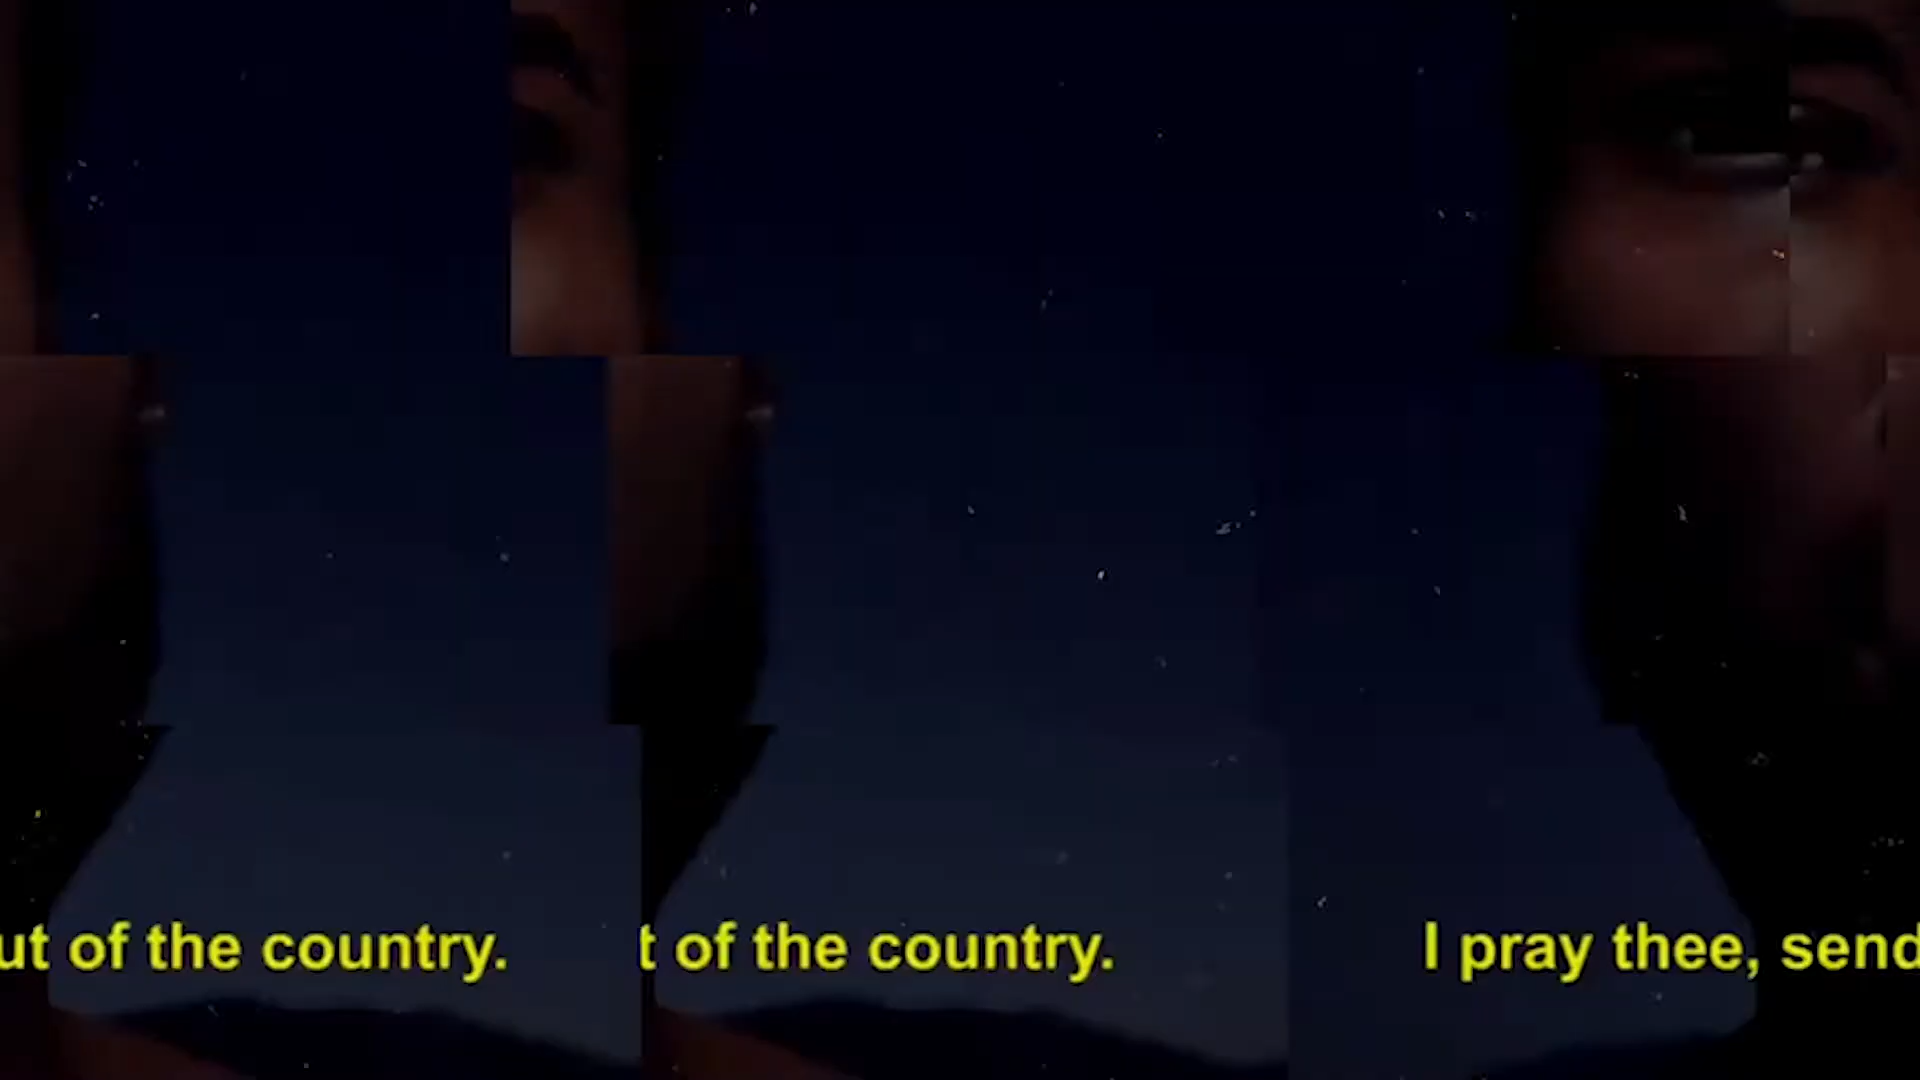 ut of the country. t of the country. I pray thee, send